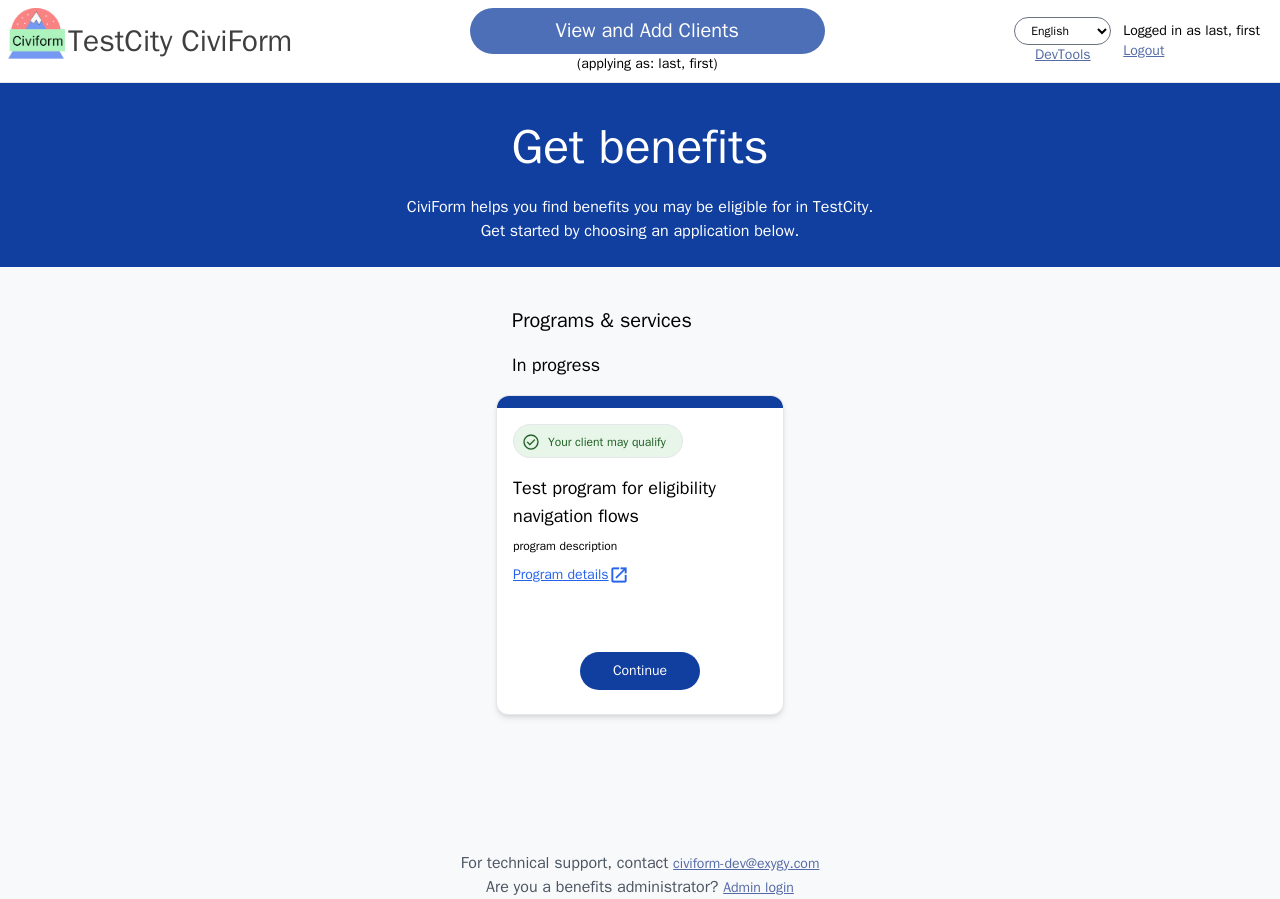 Civiform
TestCity CiviForm
View and Add Clients
(applying as: last, first)
English
DevTools
Logged in as last, first
Logout
Get benefits
CiviForm helps you find benefits you may be eligible for in TestCity.
Get started by choosing an application below.
Programs & services
In progress
Your client may qualify
Test program for eligibility
navigation flows
program description
Program details
Continue
For technical support, contact civiform-dev@exygy.com
Are you a benefits administrator? Admin login